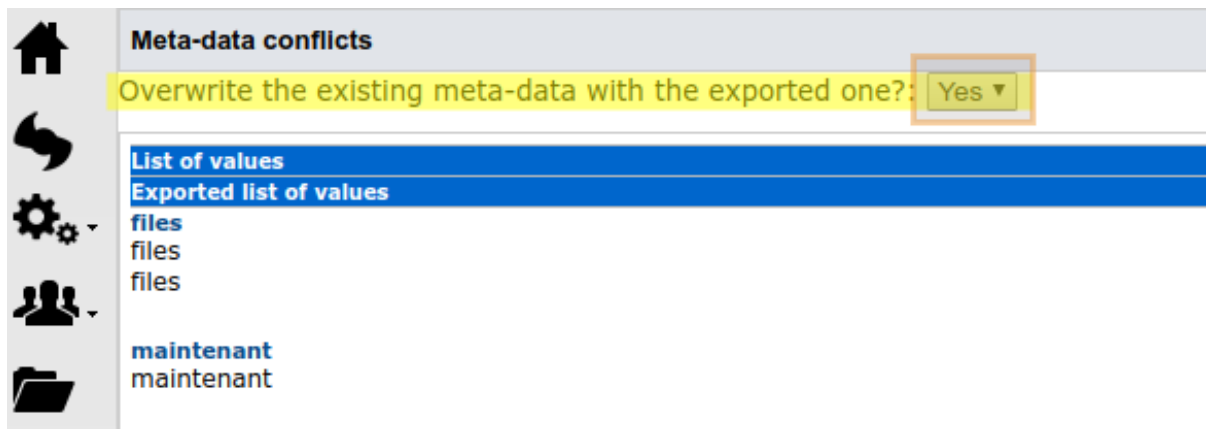 Meta-data conflicts
Overwrite the existing meta-data with the exported one?: Yes
List of values
Exported list of values
files
files
files
maintenant
maintenant